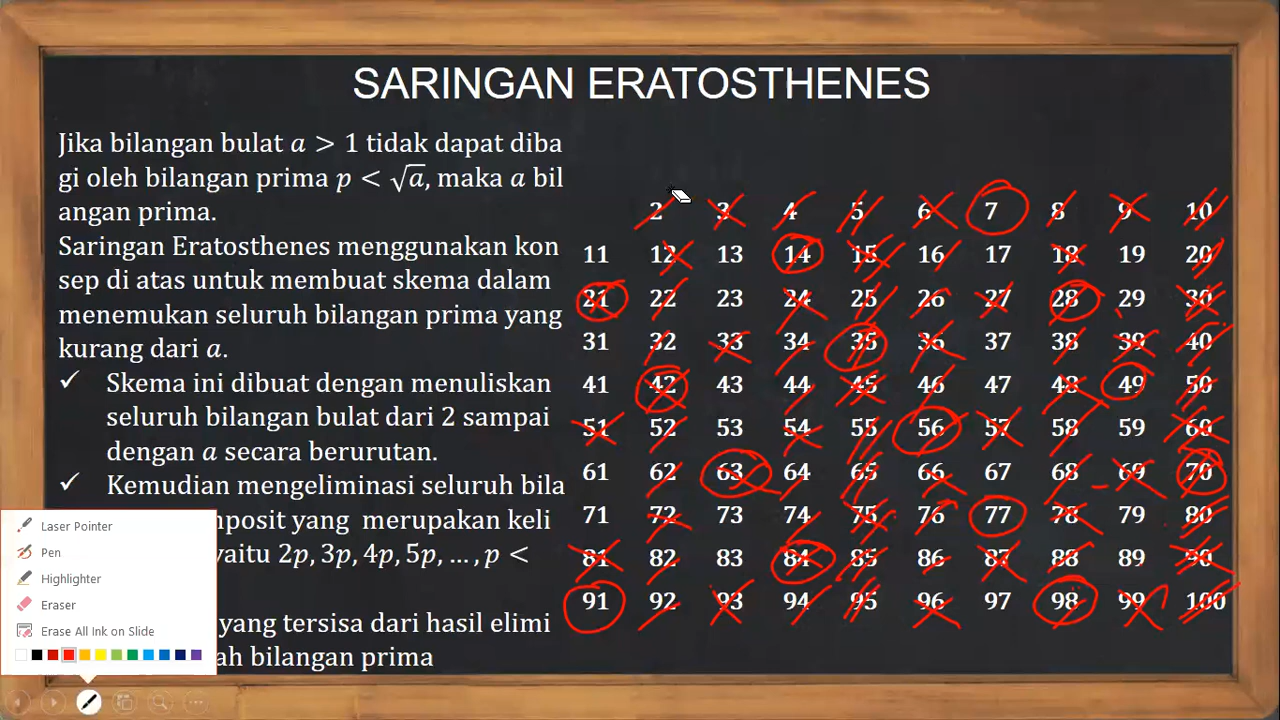 SARINGAN ERATOSTHENES
Jika bilangan bulat a > 1 tidak dapat diba
gi oleh bilangan prima p < √a, maka a bil
angan prima.
Saringan Eratosthenes menggunakan kon
sep di atas untuk membuat skema dalam
menemukan seluruh bilangan prima yang
kurang dari a.
✓ Skema ini dibuat dengan menuliskan
seluruh bilangan bulat dari 2 sampai
dengan a secara berurutan.
✓ Kemudian mengeliminasi seluruh bila
mposit yang merupakan keli
yaitu 2p, 3p, 4p, 5p, … , p <
yang tersisa dari hasil elimi
ah bilangan prima
2 3 4 5 6 7 8 9 10
11 12 13 14 15 16 17 18 19 20
21 22 23 24 25 26 27 28 29 30
31 32 33 34 35 36 37 38 39 40
41 42 43 44 45 46 47 48 49 50
51 52 53 54 55 56 57 58 59 60
61 62 63 64 65 66 67 68 69 70
71 72 73 74 75 76 77 78 79 80
81 82 83 84 85 86 87 88 89 90
91 92 93 94 95 96 97 98 99 100
Laser Pointer
Pen
Highlighter
Eraser
Erase All Ink on Slide